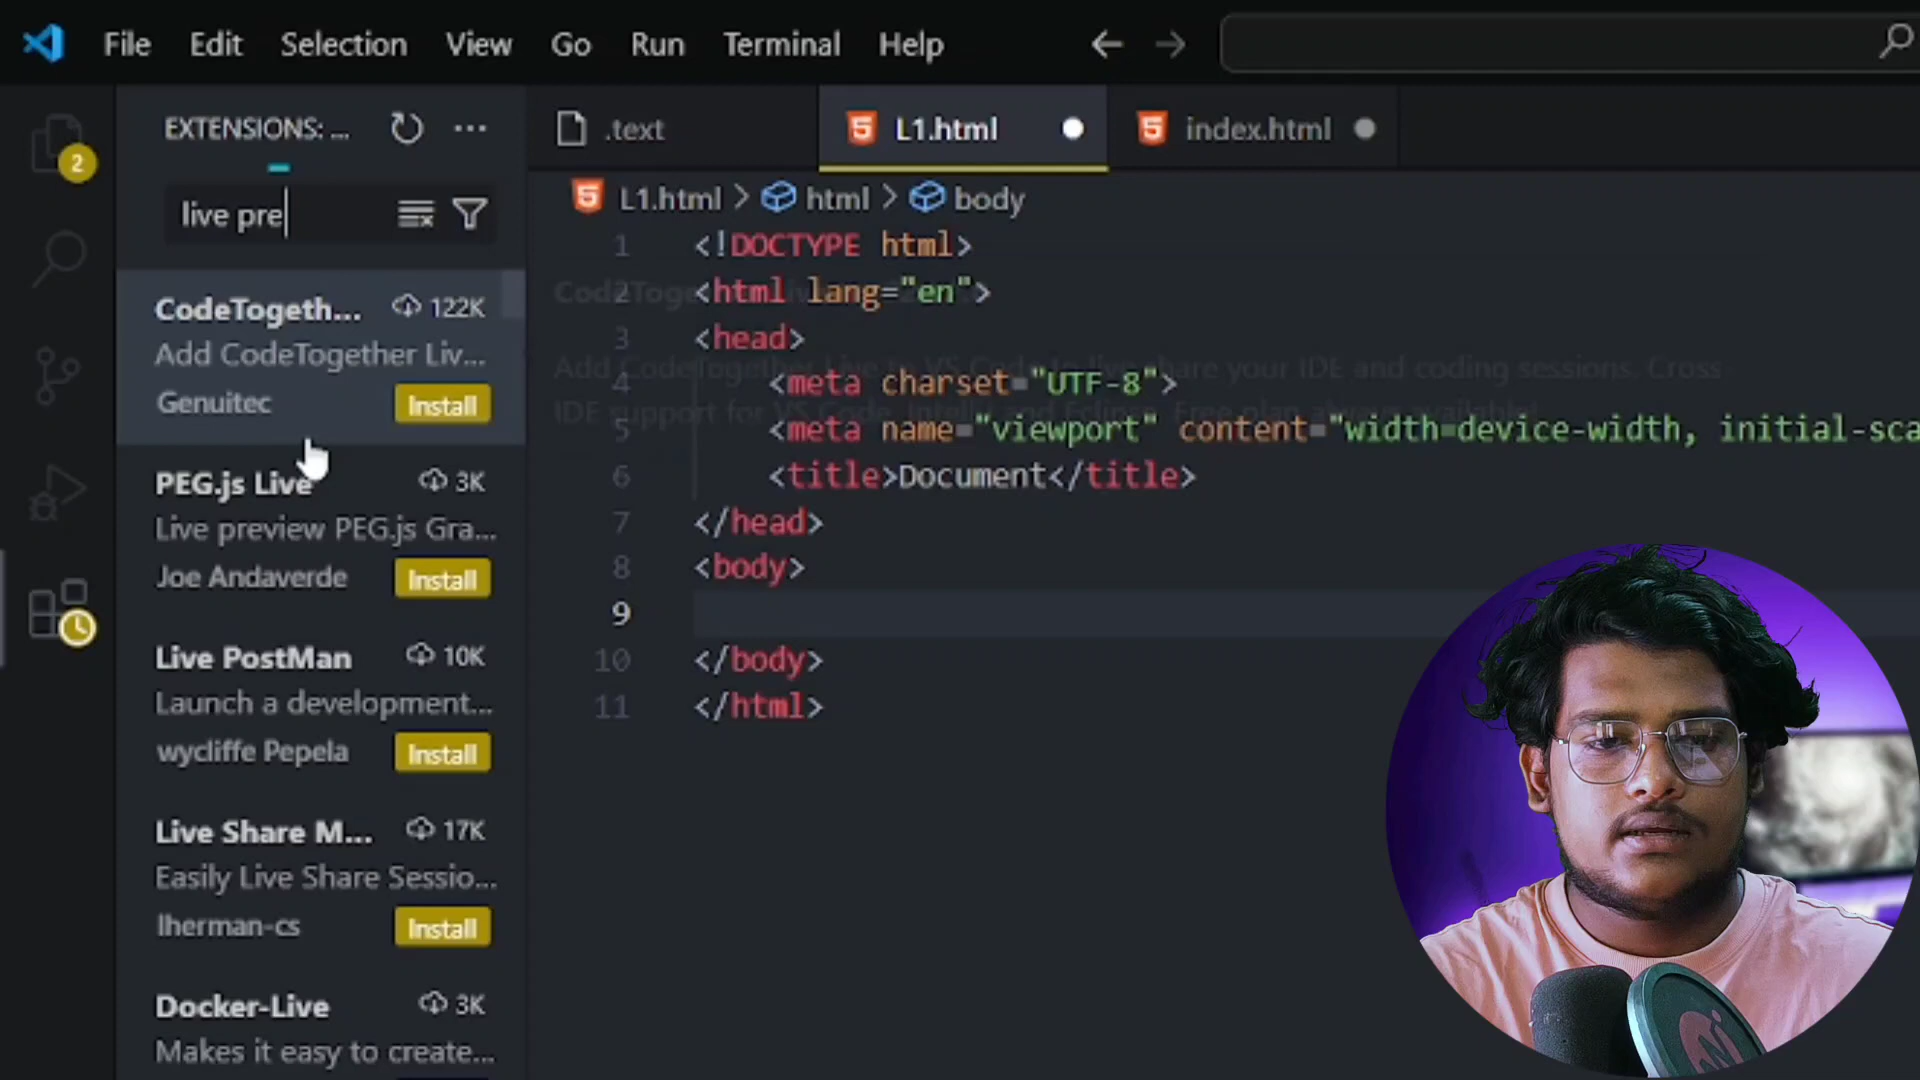 File Edit Selection View Go Run Terminal Help
EXTENSIONS: ...
.text
L1.html
index.html
2
live pre
L1.html > html > body
CodeTogeth... 122K
Add CodeTogether Liv...
Genuitec Install
PEG.js Live 3K
Live preview PEG.js Gra...
Joe Andaverde Install
Live PostMan 10K
Launch a development...
wycliffe Pepela Install
Live Share M... 17K
Easily Live Share Sessio...
lherman-cs Install
Docker-Live 3K
Makes it easy to create...
1 <!DOCTYPE html>
2 <html lang="en">
3 <head>
4 <meta charset="UTF-8">
5 <meta name="viewport" content="width=device-width, initial-sca
6 <title>Document</title>
7 </head>
8 <body>
9
10 </body>
11 </html>